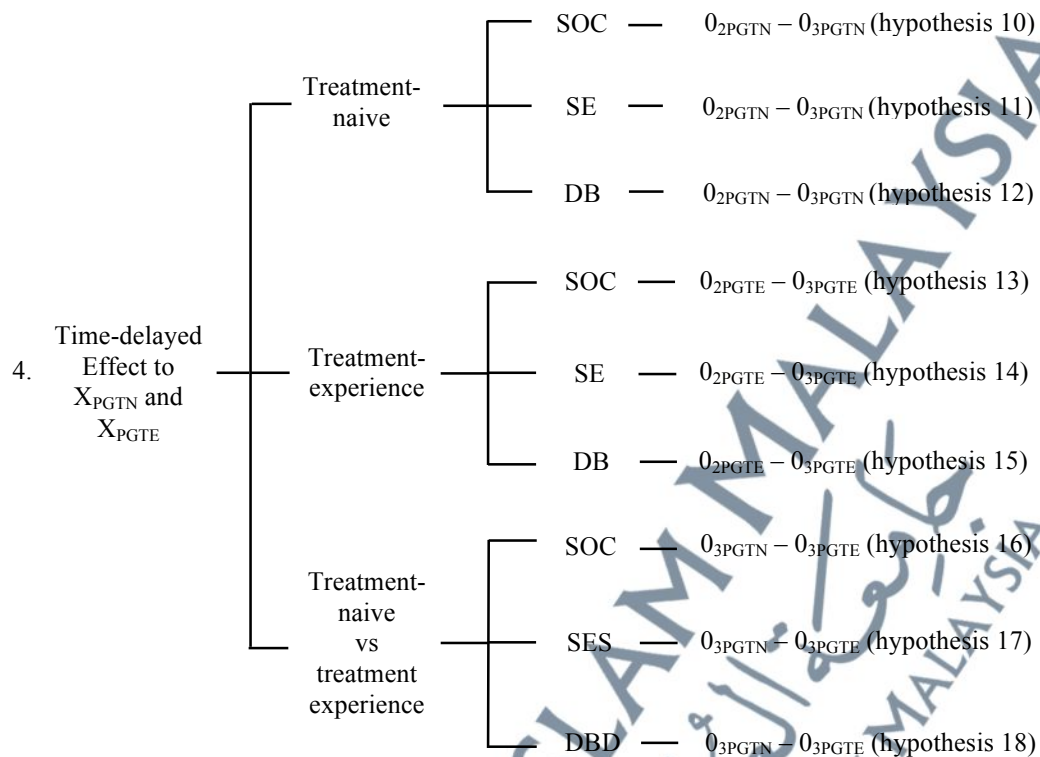 SOC — 0₂PGTN – 0₃PGTN (hypothesis 10)
Treatment-
naive
SE — 0₂PGTN – 0₃PGTN (hypothesis 11)
DB — 0₂PGTN – 0₃PGTN (hypothesis 12)
4.
Time-delayed
Effect to
XPGTN and
XPGTE
SOC — 0₂PGTE – 0₃PGTE (hypothesis 13)
Treatment-
experience
SE — 0₂PGTE – 0₃PGTE (hypothesis 14)
DB — 0₂PGTE – 0₃PGTE (hypothesis 15)
SOC — 0₃PGTN – 0₃PGTE (hypothesis 16)
Treatment-
naive
vs
treatment
experience
SES — 0₃PGTN – 0₃PGTE (hypothesis 17)
DBD — 0₃PGTN – 0₃PGTE (hypothesis 18)
SLAM MALAYSIA
MALAYSIA